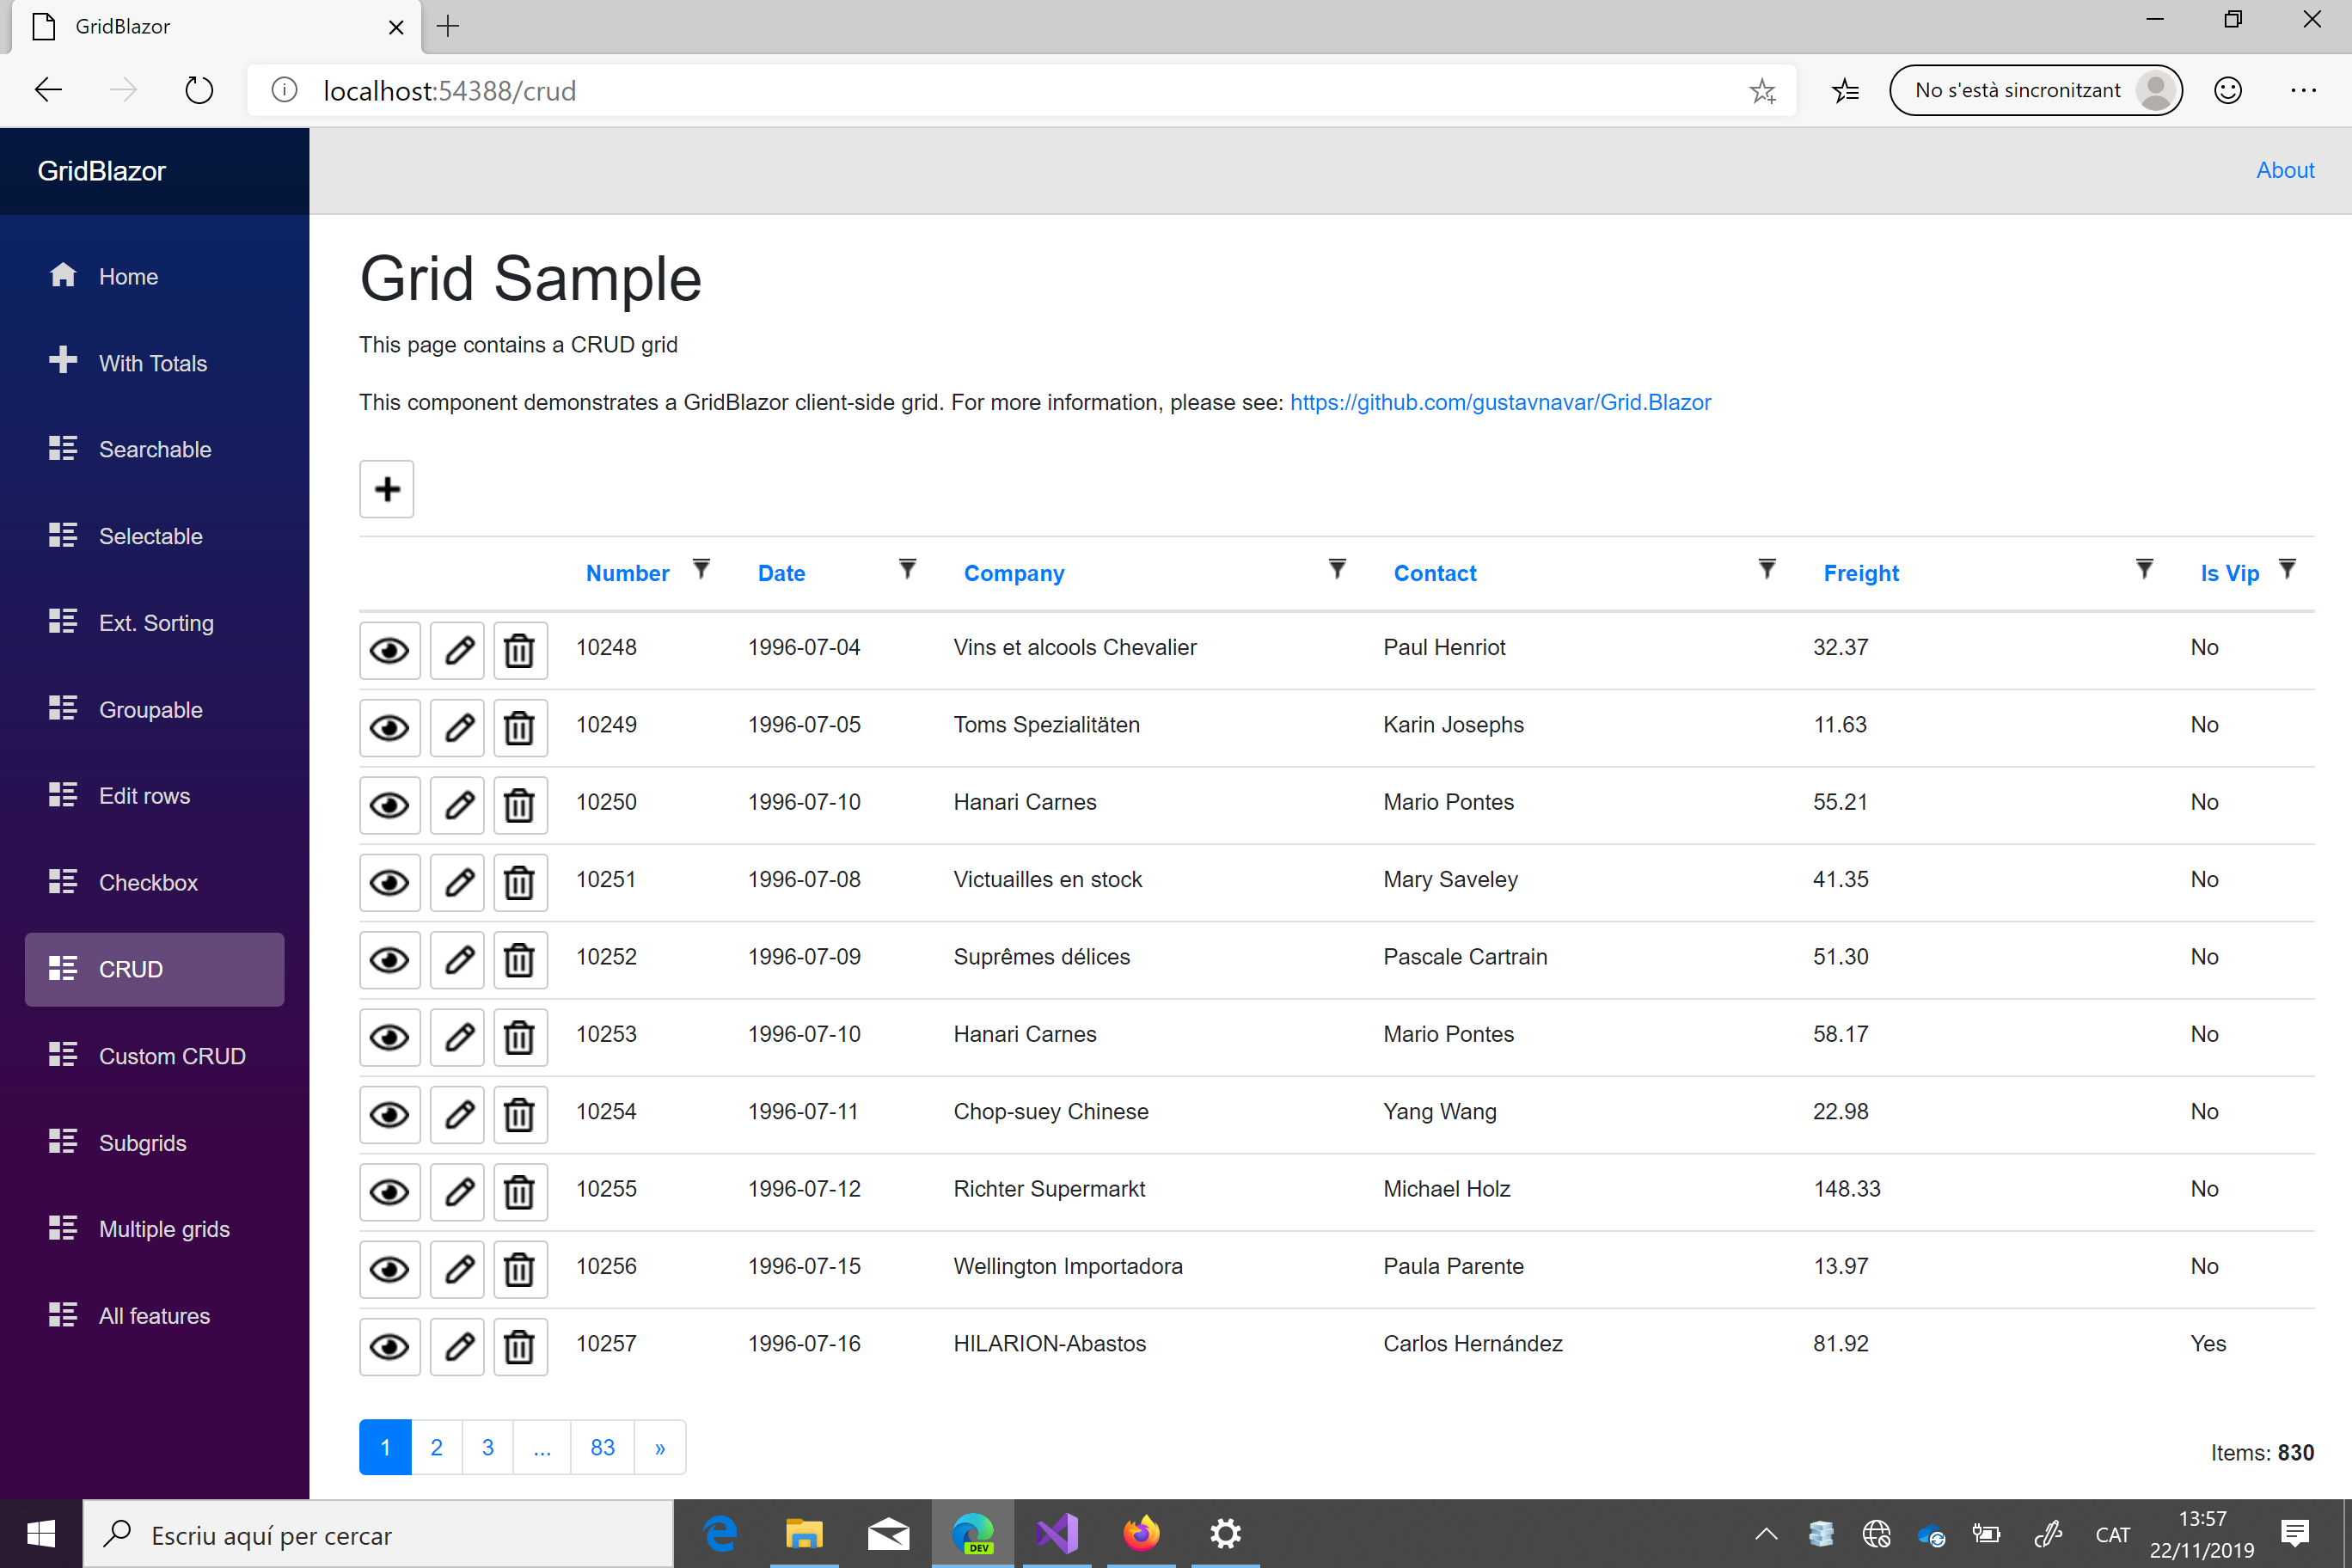 GridBlazor
localhost:54388/crud
No s'està sincronitzant
GridBlazor
About
Home
With Totals
Searchable
Selectable
Ext. Sorting
Groupable
Edit rows
Checkbox
CRUD
Custom CRUD
Subgrids
Multiple grids
All features
Grid Sample
This page contains a CRUD grid
This component demonstrates a GridBlazor client-side grid. For more information, please see: https://github.com/gustavnavar/Grid.Blazor
Number Date Company Contact Freight Is Vip
10248 1996-07-04 Vins et alcools Chevalier Paul Henriot 32.37 No
10249 1996-07-05 Toms Spezialitäten Karin Josephs 11.63 No
10250 1996-07-10 Hanari Carnes Mario Pontes 55.21 No
10251 1996-07-08 Victuailles en stock Mary Saveley 41.35 No
10252 1996-07-09 Suprêmes délices Pascale Cartrain 51.30 No
10253 1996-07-10 Hanari Carnes Mario Pontes 58.17 No
10254 1996-07-11 Chop-suey Chinese Yang Wang 22.98 No
10255 1996-07-12 Richter Supermarkt Michael Holz 148.33 No
10256 1996-07-15 Wellington Importadora Paula Parente 13.97 No
10257 1996-07-16 HILARION-Abastos Carlos Hernández 81.92 Yes
1 2 3 ... 83 »
Items: 830
Escriu aquí per cercar
DEV
CAT
13:57
22/11/2019